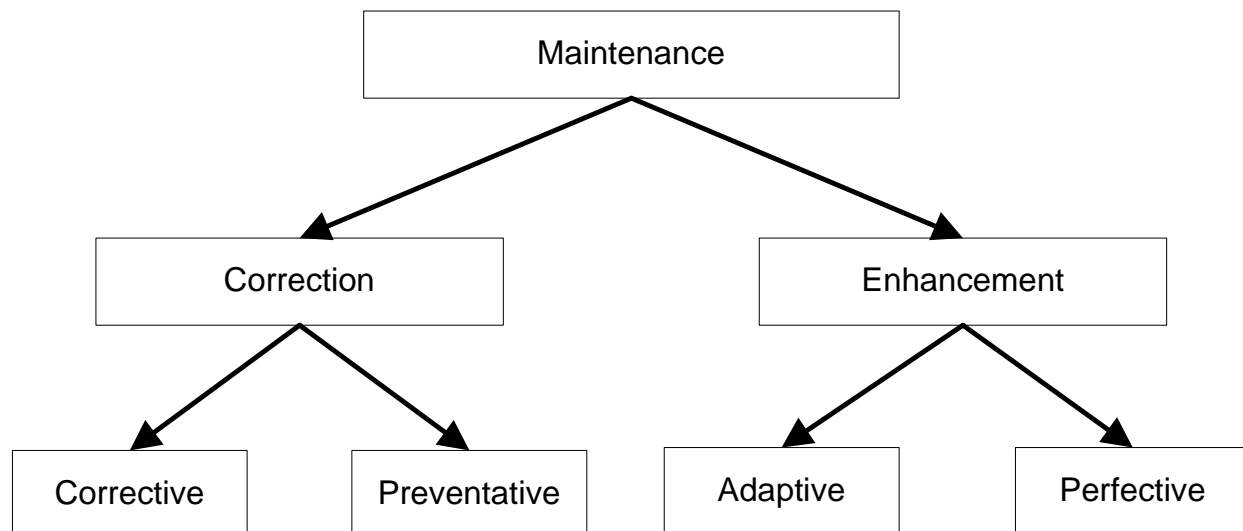 Maintenance
Correction
Enhancement
Corrective
Preventative
Adaptive
Perfective